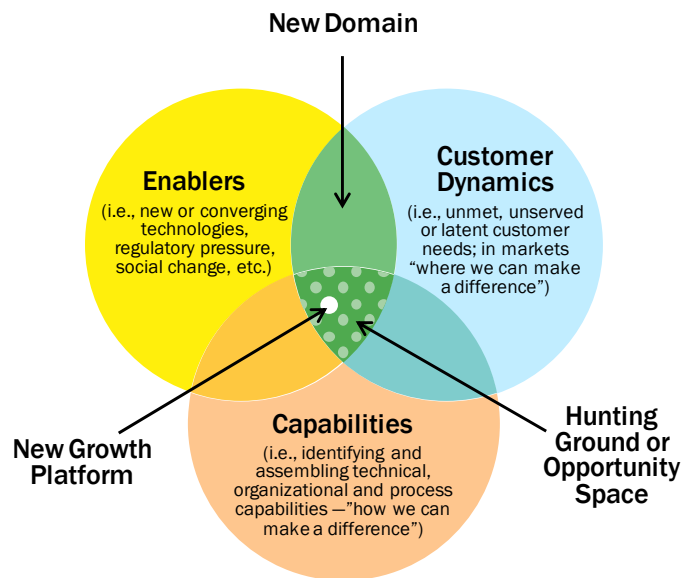 New Domain
Enablers
(i.e., new or converging
technologies,
regulatory pressure,
social change, etc.)
Customer
Dynamics
(i.e., unmet, unserved
or latent customer
needs; in markets
“where we can make
a difference”)
New Growth
Platform
Capabilities
(i.e., identifying and
assembling technical,
organizational and process
capabilities —”how we can
make a difference”)
Hunting
Ground or
Opportunity
Space